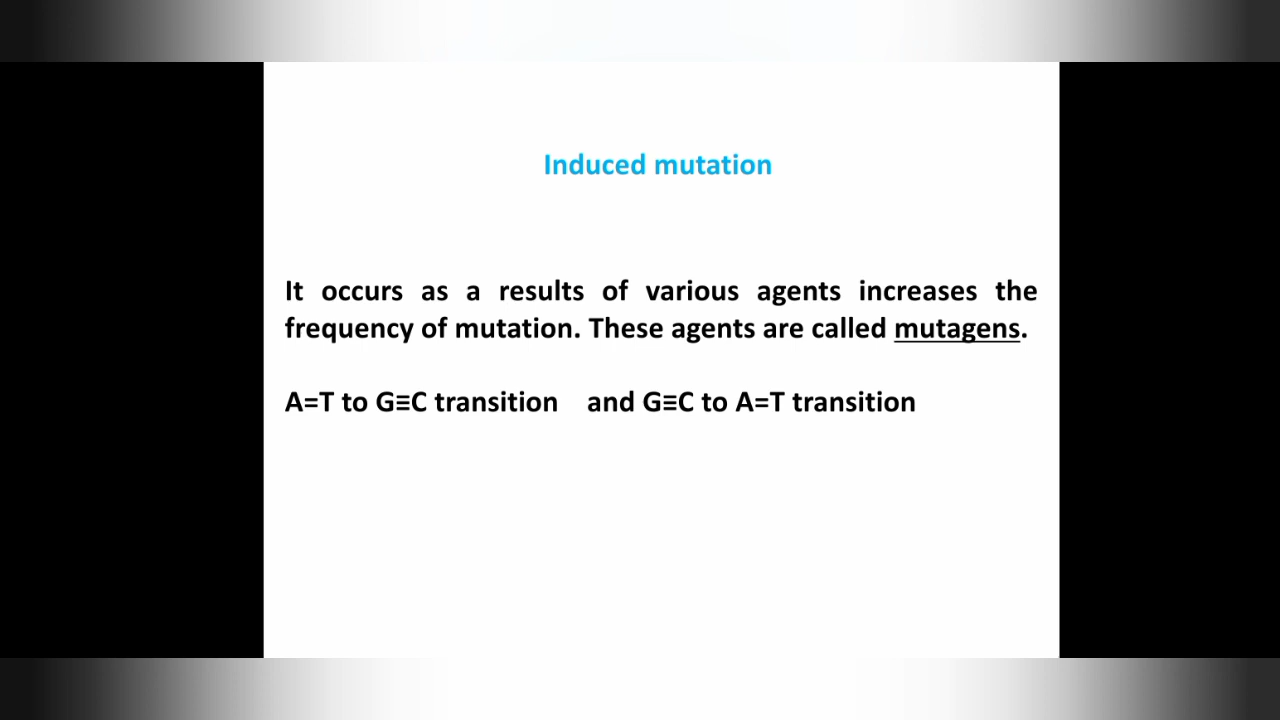 Induced mutation
It occurs as a results of various agents increases the
frequency of mutation. These agents are called mutagens.
A=T to G≡C transition and G≡C to A=T transition